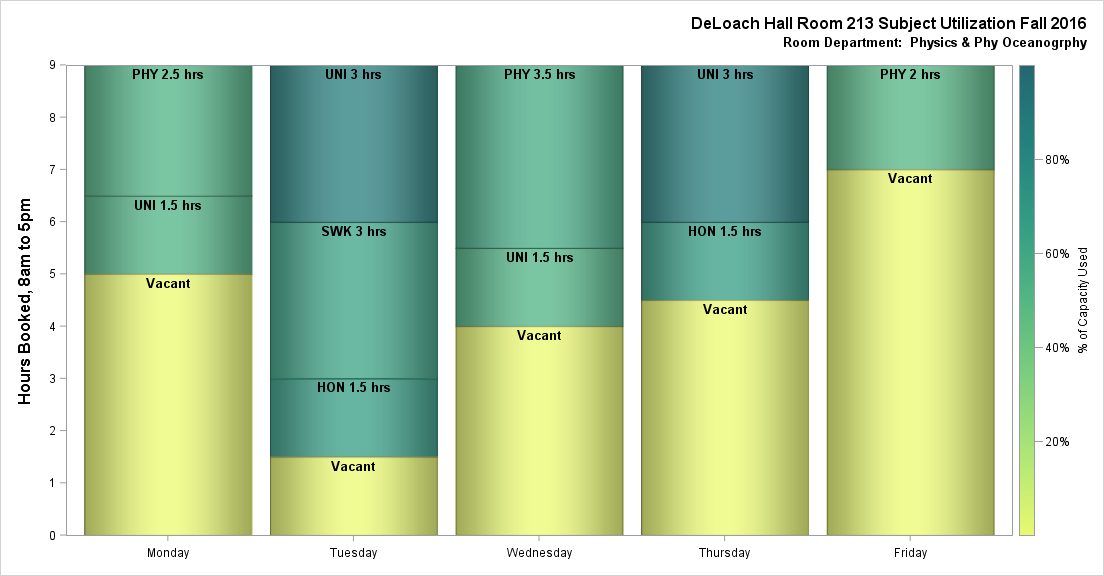 DeLoach Hall Room 213 Subject Utilization Fall 2016
Room Department: Physics & Phy Oceanogrphy
Hours Booked, 8am to 5pm
9
8
7
6
5
4
3
2
1
0
PHY 2.5 hrs
UNI 1.5 hrs
Vacant
UNI 3 hrs
SWK 3 hrs
HON 1.5 hrs
Vacant
PHY 3.5 hrs
UNI 1.5 hrs
Vacant
UNI 3 hrs
HON 1.5 hrs
Vacant
PHY 2 hrs
Vacant
Monday
Tuesday
Wednesday
Thursday
Friday
80%
60%
40%
20%
% of Capacity Used